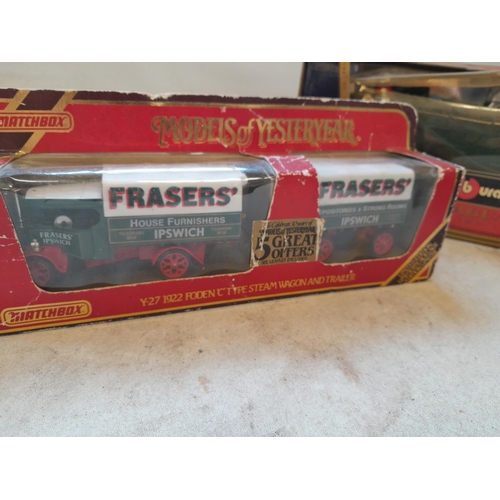 MATCHBOX
MODELS of YESTERYEAR
FRASERS'
HOUSE FURNISHERS
IPSWICH
FRASERS'
IPSWICH
FRASERS'
IPSWICH
5 GREAT
OFFERS
MATCHBOX
Y-27 1922 FODEN "C" TYPE STEAM WAGON AND TRAILER
bura